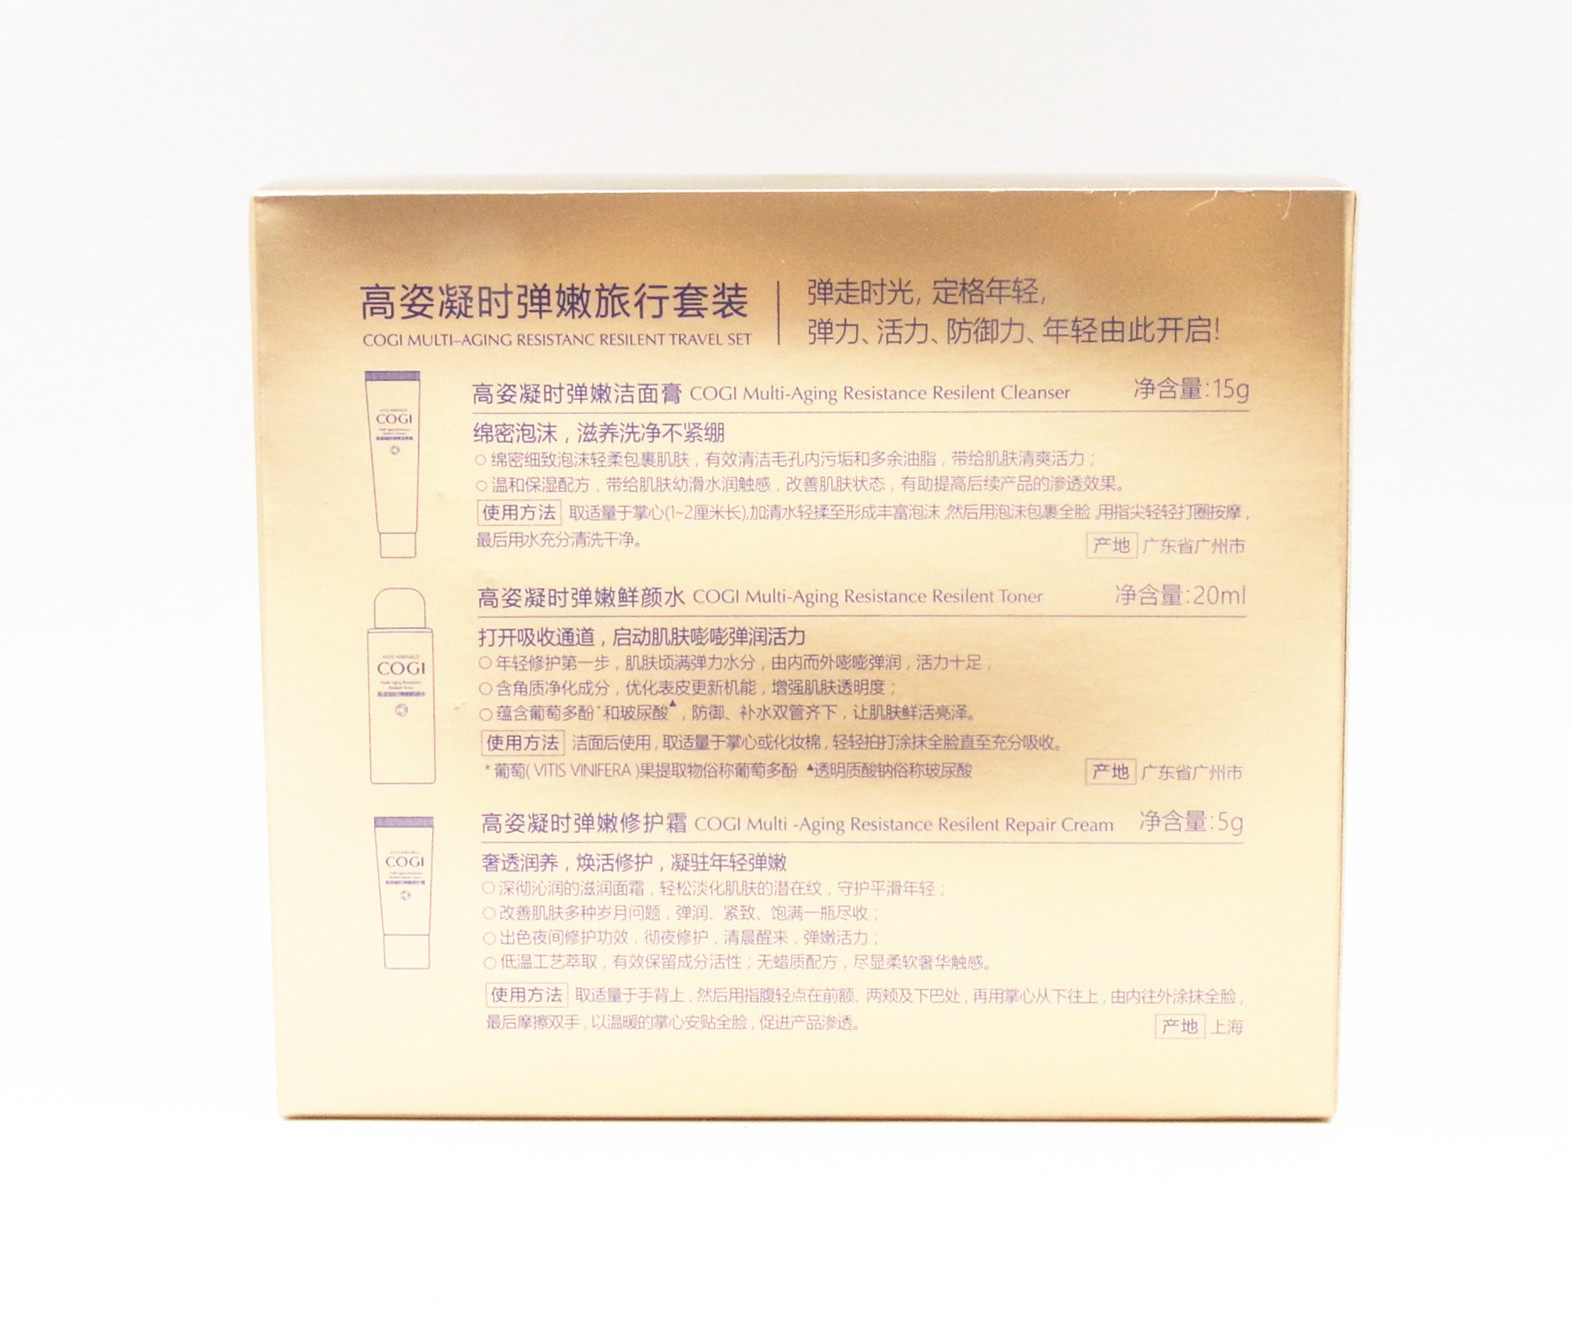 高姿凝时弹嫩旅行套装
COGI MULTI-AGING RESISTANC RESILENT TRAVEL SET
弹走时光, 定格年轻,
弹力、活力、防御力、年轻由此开启!
COGI
高姿凝时弹嫩洁面膏 COGI Multi-Aging Resistance Resilent Cleanser 净含量:15g
绵密泡沫，滋养洗净不紧绷
○ 绵密细致泡沫轻柔包裹肌肤，有效清洁毛孔内污垢和多余油脂，带给肌肤清爽活力；
○ 温和保湿配方，带给肌肤幼滑水润触感，改善肌肤状态，有助提高后续产品的渗透效果。
使用方法 取适量于掌心(1~2厘米长),加清水轻揉至形成丰富泡沫,然后用泡沫包裹全脸,用指尖轻轻打圈按摩，
最后用水充分清洗干净。
产地 广东省广州市
COGI
高姿凝时弹嫩鲜颜水 COGI Multi-Aging Resistance Resilent Toner 净含量:20ml
打开吸收通道，启动肌肤嘭嘭弹润活力
○ 年轻修护第一步，肌肤顷满弹力水分，由内而外嘭嘭弹润，活力十足；
○ 含角质净化成分，优化表皮更新机能，增强肌肤透明度；
○ 蕴含葡萄多酚*和玻尿酸▲，防御、补水双管齐下，让肌肤鲜活亮泽。
使用方法 洁面后使用，取适量于掌心或化妆棉，轻轻拍打涂抹全脸直至充分吸收。
*葡萄( VITIS VINIFERA )果提取物俗称葡萄多酚 ▲透明质酸钠俗称玻尿酸
产地 广东省广州市
COGI
高姿凝时弹嫩修护霜 COGI Multi -Aging Resistance Resilent Repair Cream 净含量:5g
奢透润养，焕活修护，凝驻年轻弹嫩
○ 深彻沁润的滋润面霜，轻松淡化肌肤的潜在纹，守护平滑年轻；
○ 改善肌肤多种岁月问题，弹润、紧致、饱满一瓶尽收；
○ 出色夜间修护功效，彻夜修护，清晨醒来，弹嫩活力；
○ 低温工艺萃取，有效保留成分活性；无蜡质配方，尽显柔软奢华触感。
使用方法 取适量于手背上，然后用指腹轻点在前额、两颊及下巴处，再用掌心从下往上，由内往外涂抹全脸，
最后摩擦双手，以温暖的掌心安贴全脸，促进产品渗透。
产地 上海